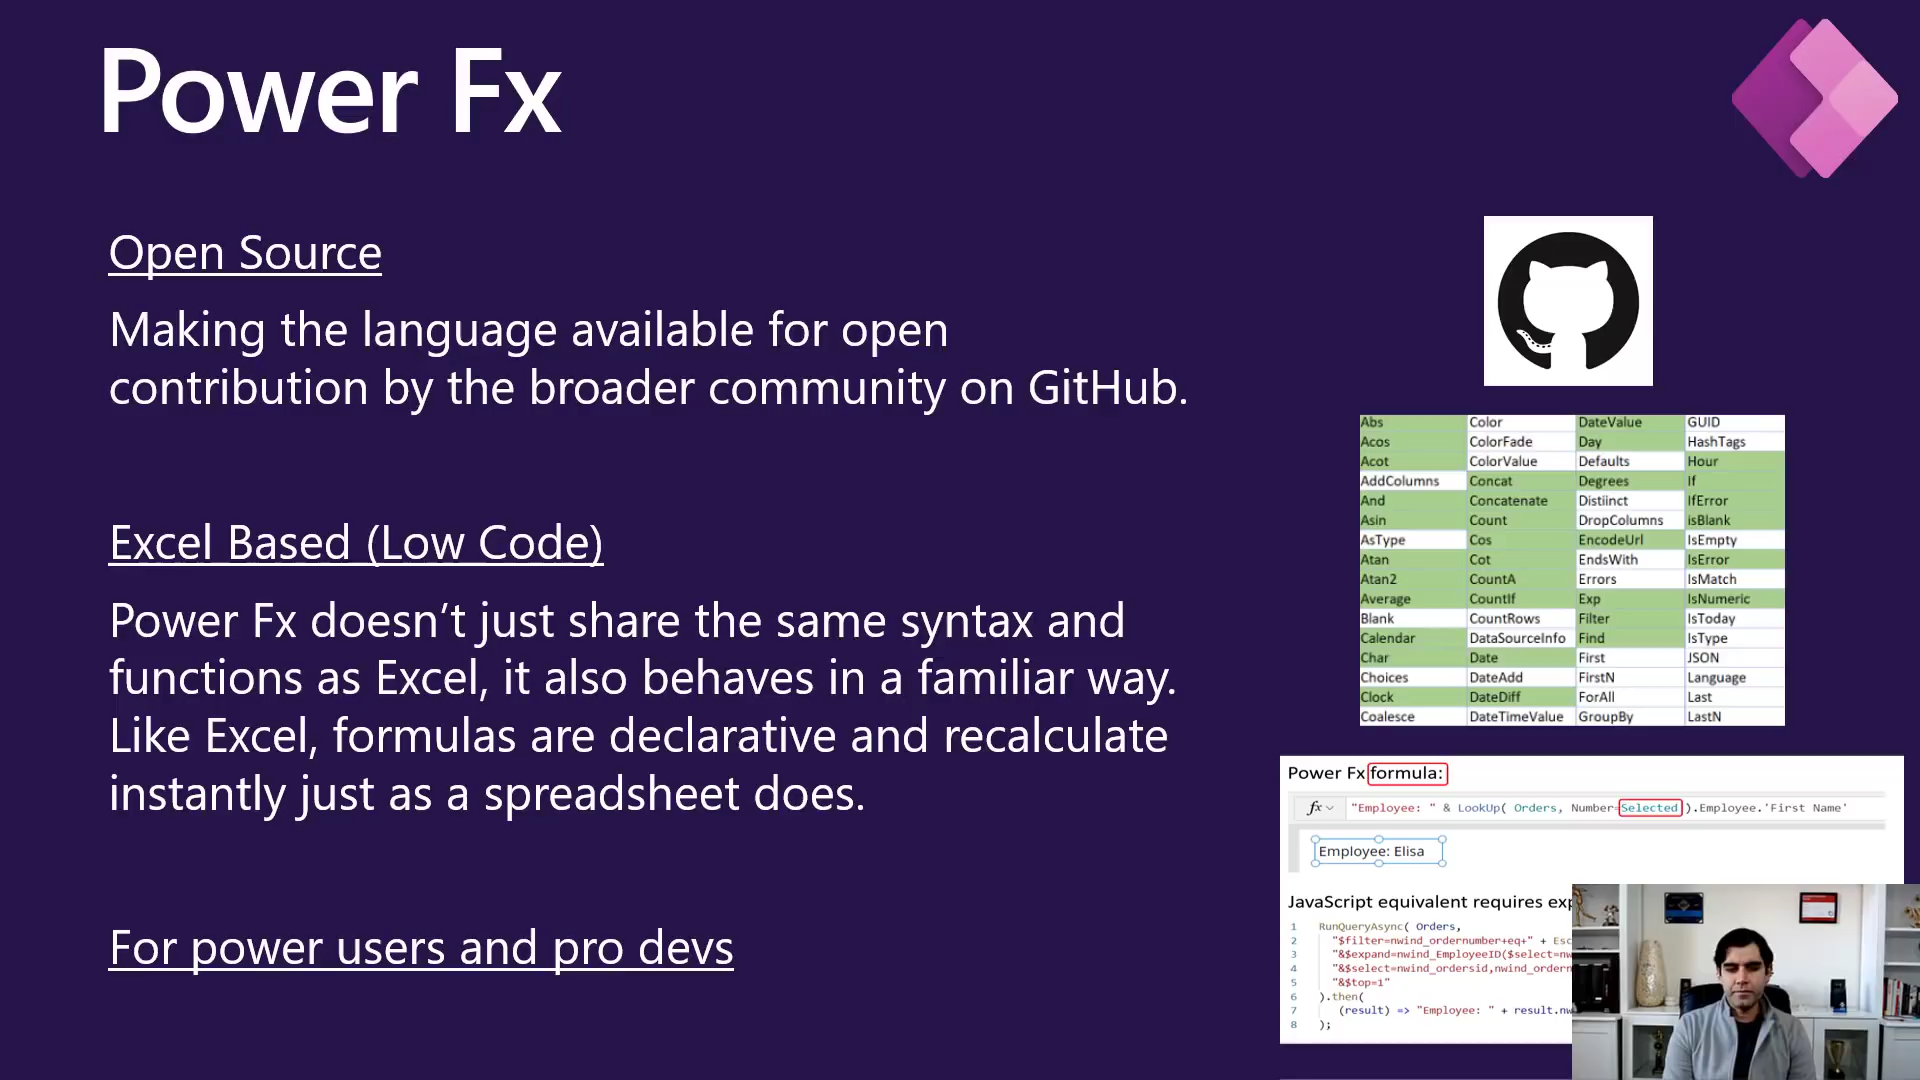 Power Fx
Open Source
Making the language available for open
contribution by the broader community on GitHub.
Excel Based (Low Code)
Power Fx doesn't just share the same syntax and
functions as Excel, it also behaves in a familiar way.
Like Excel, formulas are declarative and recalculate
instantly just as a spreadsheet does.
For power users and pro devs
Abs Color DateValue GUID
Acos ColorFade Day HashTags
Acot ColorValue Defaults Hour
AddColumns Concat Degrees If
And Concatenate Distiinct IfError
Asin Count DropColumns isBlank
AsType Cos EncodeUrl IsEmpty
Atan Cot EndsWith IsError
Atan2 CountA Errors IsMatch
Average CountIf Exp IsNumeric
Blank CountRows Filter IsToday
Calendar DataSourceInfo Find IsType
Char Date First JSON
Choices DateAdd FirstN Language
Clock DateDiff ForAll Last
Coalesce DateTimeValue GroupBy LastN
Power Fx formula:
fx "Employee: " & LookUp( Orders, Number=Selected ).Employee.'First Name'
Employee: Elisa
JavaScript equivalent requires exp
1 RunQueryAsync( Orders,
2 "$filter=nwind_ordernumber+eq+" + Esc
3 "&$expand=nwind_EmployeeID($select=nw
4 "&$select=nwind_ordersid,nwind_ordern
5 "&$top=1"
6 ).then(
7 (result) => "Employee: " + result.nw
8 );